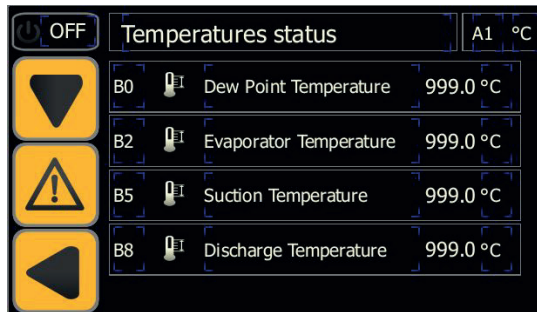 OFF Temperatures status A1 °C
B0 Dew Point Temperature 999.0 °C
B2 Evaporator Temperature 999.0 °C
B5 Suction Temperature 999.0 °C
B8 Discharge Temperature 999.0 °C